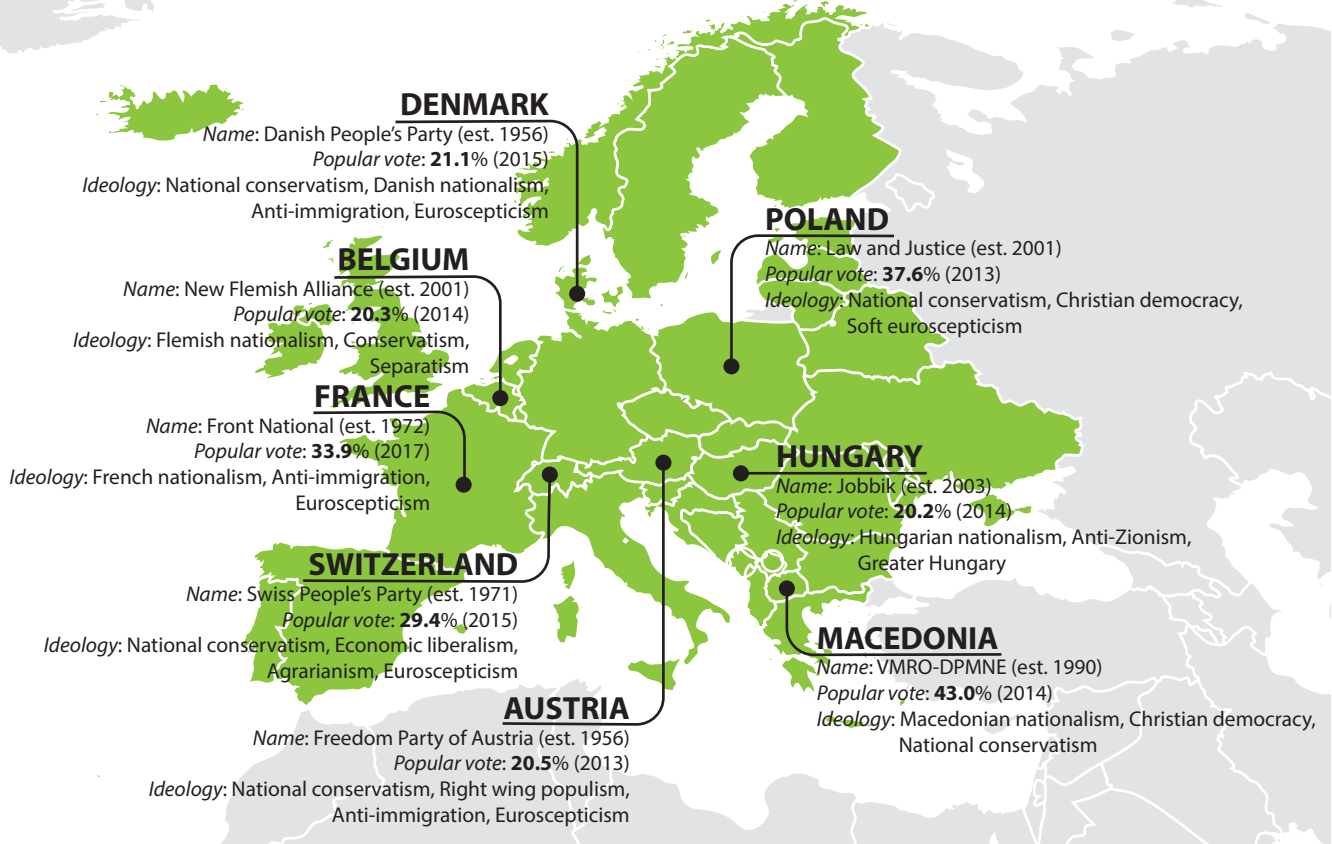 DENMARK
Name: Danish People's Party (est. 1956)
Popular vote: 21.1% (2015)
Ideology: National conservatism, Danish nationalism,
Anti-immigration, Euroscepticism
BELGIUM
Name: New Flemish Alliance (est. 2001)
Popular vote: 20.3% (2014)
Ideology: Flemish nationalism, Conservatism,
Separatism
FRANCE
Name: Front National (est. 1972)
Popular vote: 33.9% (2017)
Ideology: French nationalism, Anti-immigration,
Euroscepticism
SWITZERLAND
Name: Swiss People's Party (est. 1971)
Popular vote: 29.4% (2015)
Ideology: National conservatism, Economic liberalism,
Agrarianism, Euroscepticism
AUSTRIA
Name: Freedom Party of Austria (est. 1956)
Popular vote: 20.5% (2013)
Ideology: National conservatism, Right wing populism,
Anti-immigration, Euroscepticism
POLAND
Name: Law and Justice (est. 2001)
Popular vote: 37.6% (2013)
Ideology: National conservatism, Christian democracy,
Soft euroscepticism
HUNGARY
Name: Jobbik (est. 2003)
Popular vote: 20.2% (2014)
Ideology: Hungarian nationalism, Anti-Zionism,
Greater Hungary
MACEDONIA
Name: VMRO-DPMNE (est. 1990)
Popular vote: 43.0% (2014)
Ideology: Macedonian nationalism, Christian democracy,
National conservatism